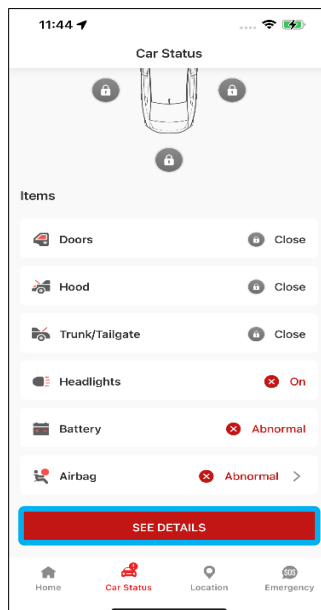 11:44
Car Status
Items
Doors Close
Hood Close
Trunk/Tailgate Close
Headlights On
Battery Abnormal
Airbag Abnormal >
SEE DETAILS
Home Car Status Location SOS Emergency